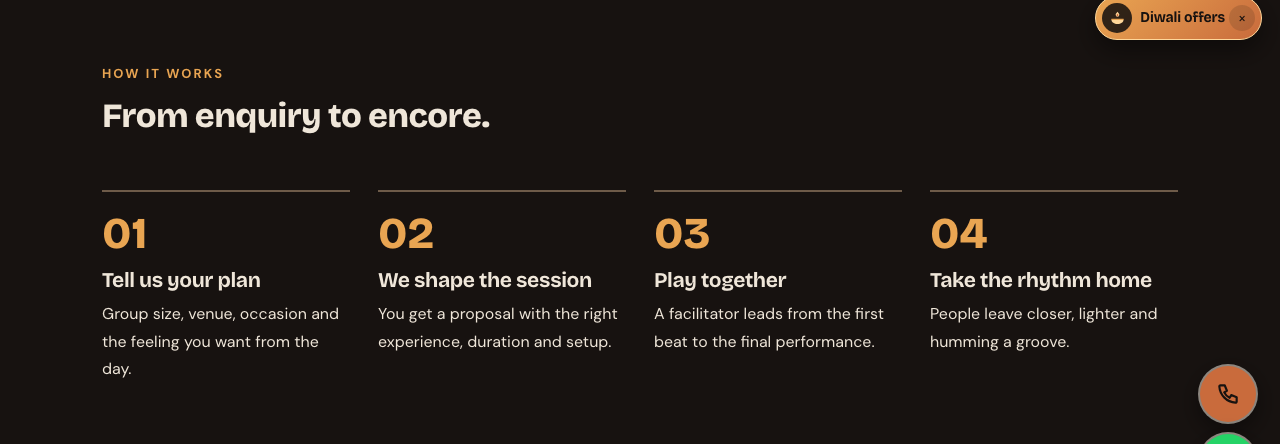 Diwali offers ×
HOW IT WORKS
From enquiry to encore.
01
Tell us your plan
Group size, venue, occasion and
the feeling you want from the
day.
02
We shape the session
You get a proposal with the right
experience, duration and setup.
03
Play together
A facilitator leads from the first
beat to the final performance.
04
Take the rhythm home
People leave closer, lighter and
humming a groove.